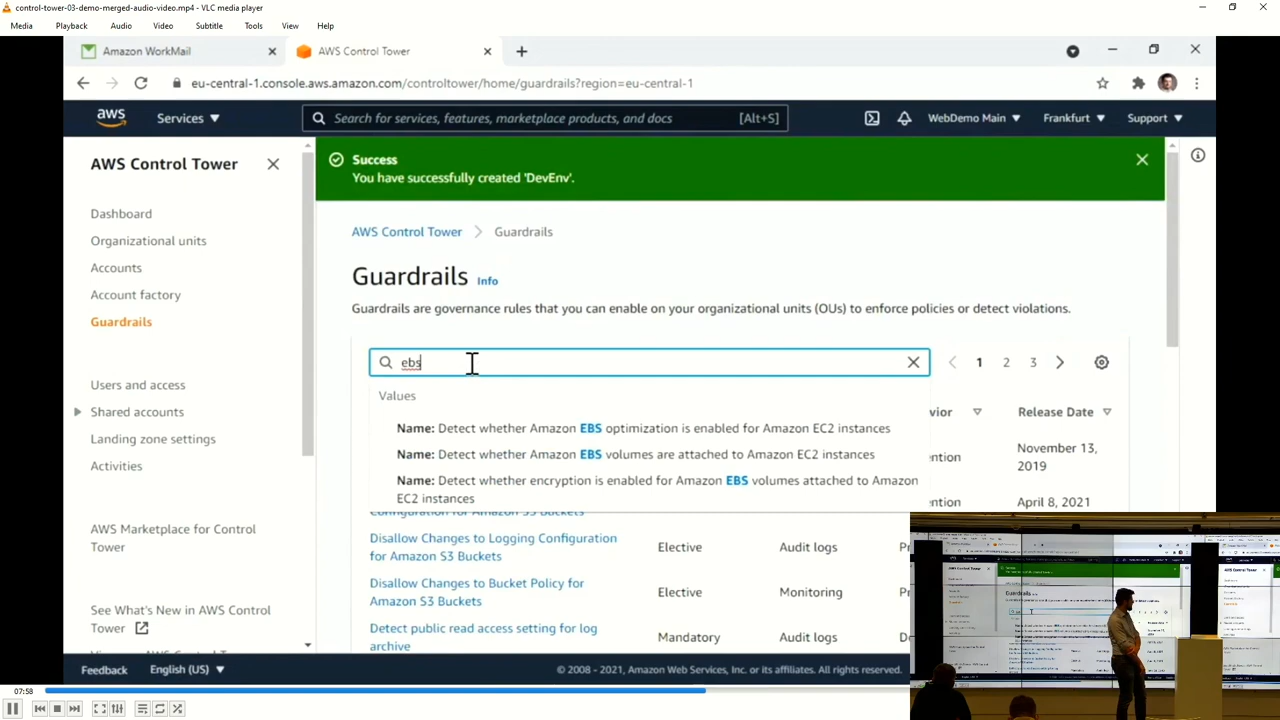 control-tower-03-demo-merged-audio-video.mp4 - VLC media player
Media Playback Audio Video Subtitle Tools View Help
Amazon WorkMail
AWS Control Tower
eu-central-1.console.aws.amazon.com/controltower/home/guardrails?region=eu-central-1
aws Services Search for services, features, marketplace products, and docs [Alt+S] WebDemo Main Frankfurt Support
AWS Control Tower
Dashboard
Organizational units
Accounts
Account factory
Guardrails
Users and access
Shared accounts
Landing zone settings
Activities
AWS Marketplace for Control
Tower
See What's New in AWS Control
Tower
Success
You have successfully created 'DevEnv'.
AWS Control Tower > Guardrails
Guardrails Info
Guardrails are governance rules that you can enable on your organizational units (OUs) to enforce policies or detect violations.
ebs
1 2 3
Values
Name: Detect whether Amazon EBS optimization is enabled for Amazon EC2 instances
Name: Detect whether Amazon EBS volumes are attached to Amazon EC2 instances
Name: Detect whether encryption is enabled for Amazon EBS volumes attached to Amazon
EC2 instances
Release Date
November 13,
2019
April 8, 2021
Configuration for Amazon S3 Buckets
Disallow Changes to Logging Configuration
for Amazon S3 Buckets
Elective
Audit logs
Disallow Changes to Bucket Policy for
Amazon S3 Buckets
Elective
Monitoring
Detect public read access setting for log
archive
Mandatory
Audit logs
Feedback English (US) © 2008 - 2021, Amazon Web Services, Inc. or its affiliates. All rights reserved.
07:58